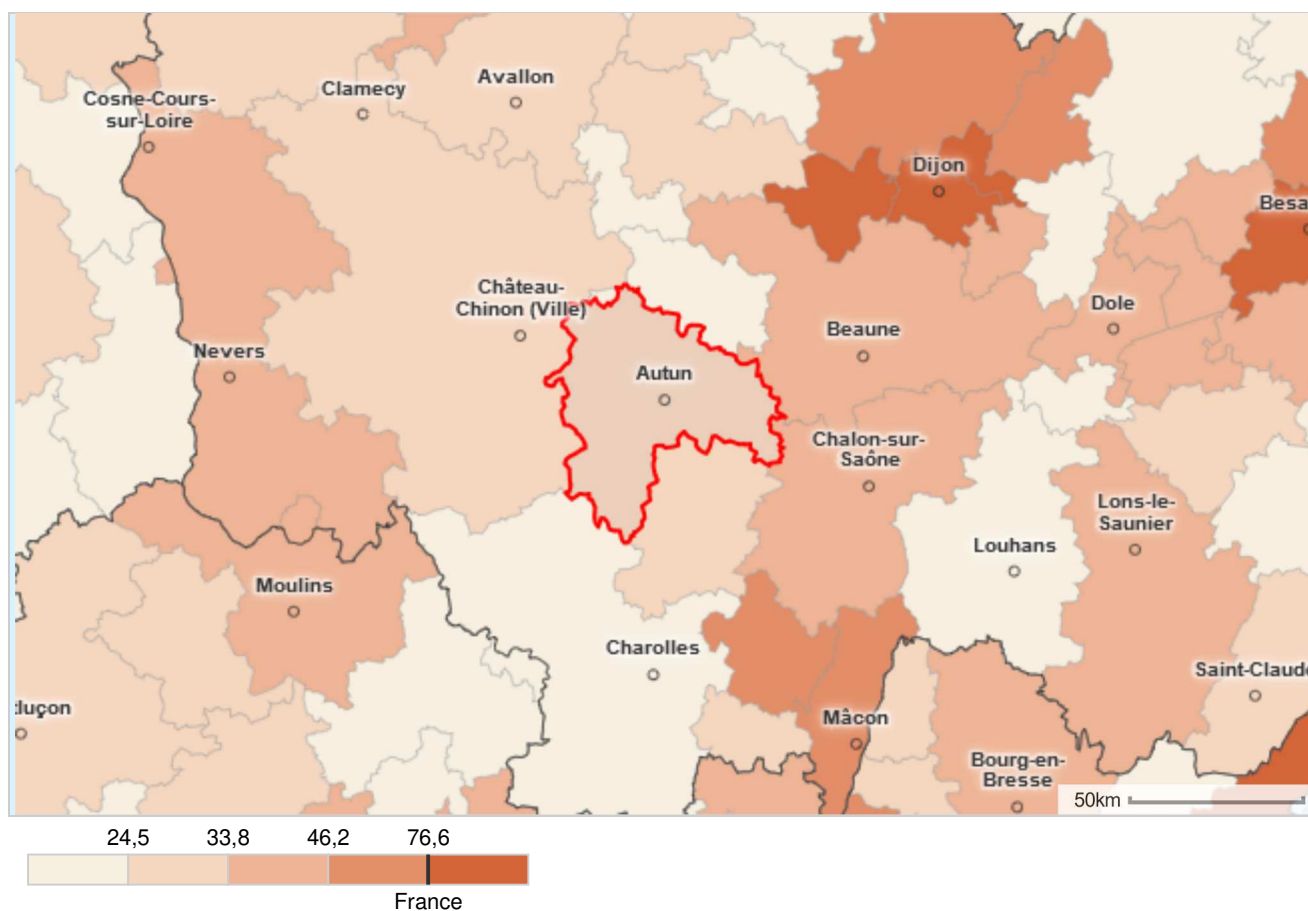 Clamecy
Avallon
Cosne-Cours-
sur-Loire
Dijon
Besa
Château-
Chinon (Ville)
Dole
Beaune
Nevers
Autun
Chalon-sur-
Saône
Lons-le-
Saunier
Louhans
Moulins
Charolles
Saint-Claude
luçon
Mâcon
Bourg-en-
Bresse
50km
24,5 33,8 46,2 76,6
France